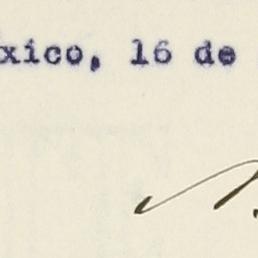 xico, 16 de